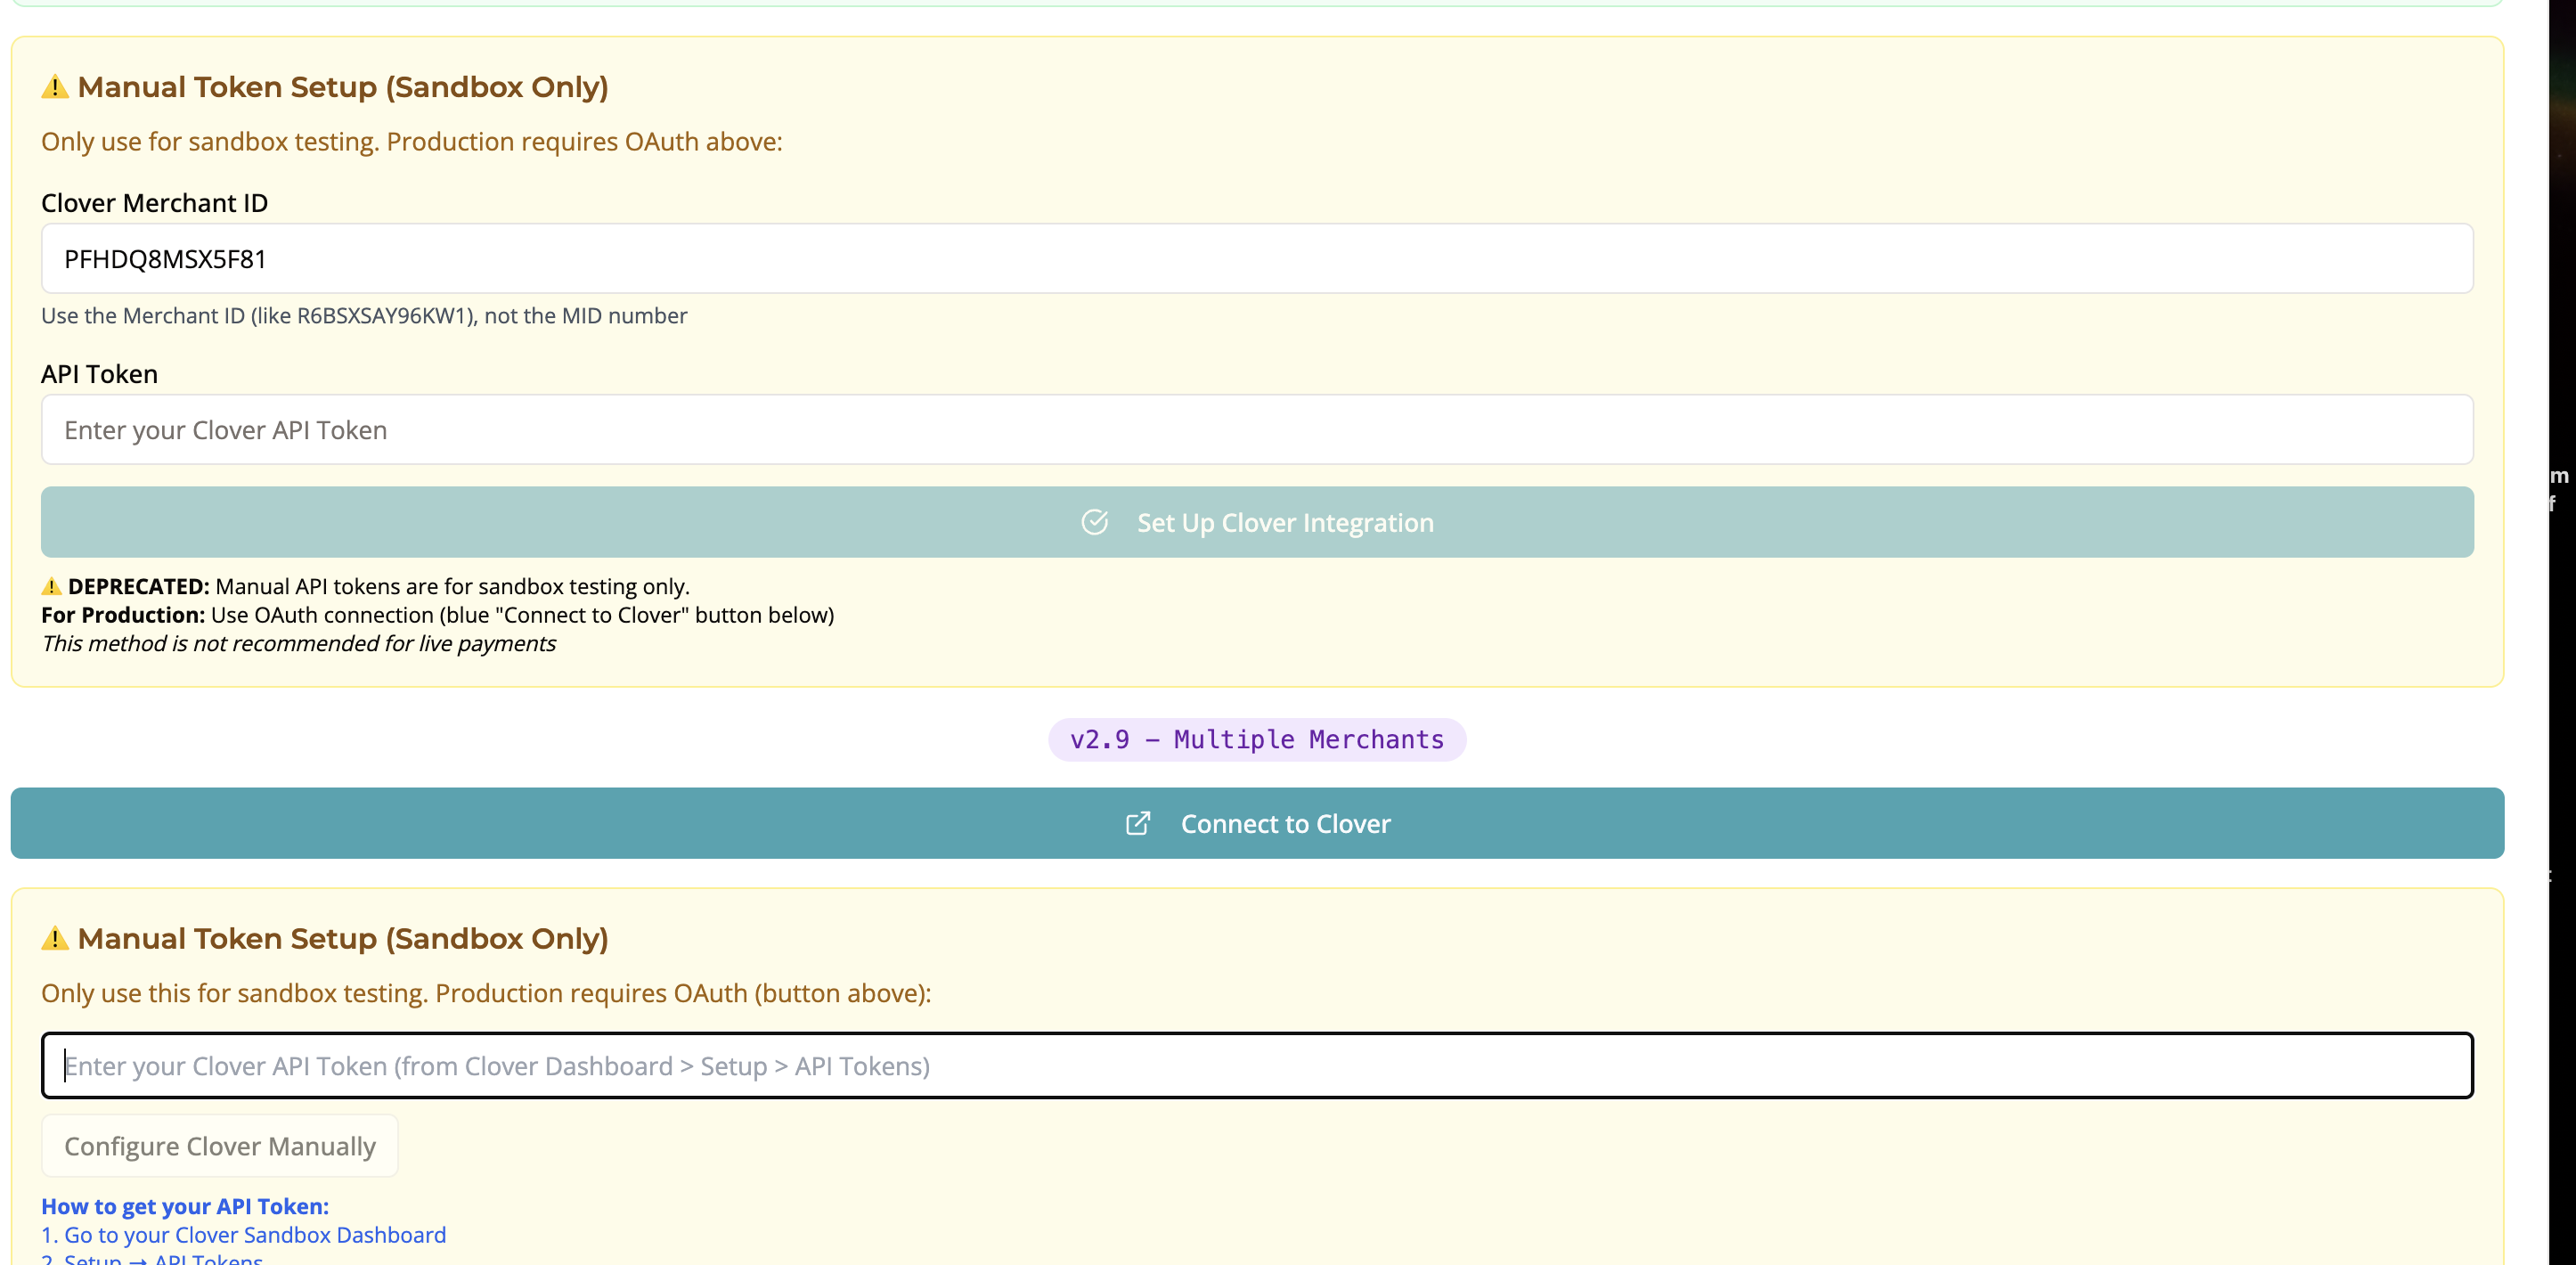 ⚠️ Manual Token Setup (Sandbox Only)
Only use for sandbox testing. Production requires OAuth above:
Clover Merchant ID
PFHDQ8MSX5F81
Use the Merchant ID (like R6BSXSAY96KW1), not the MID number
API Token
Enter your Clover API Token
Set Up Clover Integration
⚠️ DEPRECATED: Manual API tokens are for sandbox testing only.
For Production: Use OAuth connection (blue "Connect to Clover" button below)
This method is not recommended for live payments
v2.9 – Multiple Merchants
Connect to Clover
⚠️ Manual Token Setup (Sandbox Only)
Only use this for sandbox testing. Production requires OAuth (button above):
Enter your Clover API Token (from Clover Dashboard > Setup > API Tokens)
Configure Clover Manually
How to get your API Token:
1. Go to your Clover Sandbox Dashboard
2. Setup → API Tokens
m
f